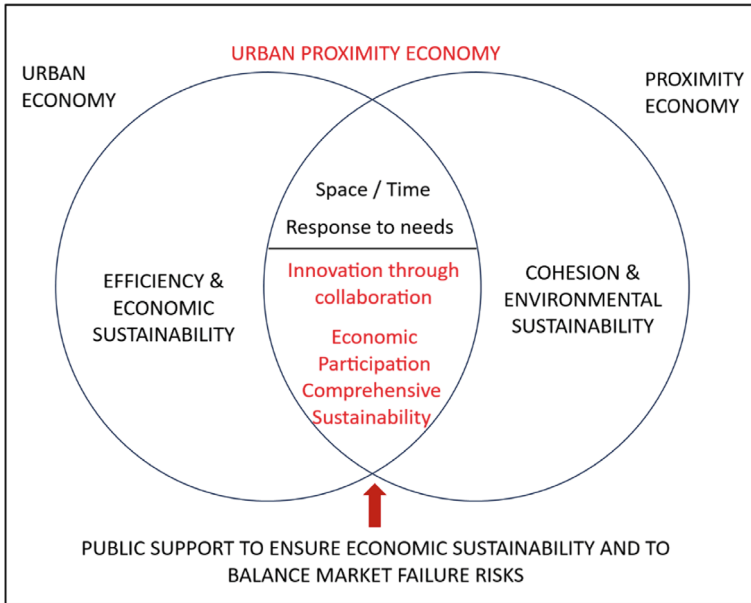 URBAN PROXIMITY ECONOMY
URBAN
ECONOMY
PROXIMITY
ECONOMY
Space / Time
Response to needs
EFFICIENCY &
ECONOMIC
SUSTAINABILITY
Innovation through
collaboration
Economic
Participation
Comprehensive
Sustainability
COHESION &
ENVIRONMENTAL
SUSTAINABILITY
PUBLIC SUPPORT TO ENSURE ECONOMIC SUSTAINABILITY AND TO
BALANCE MARKET FAILURE RISKS